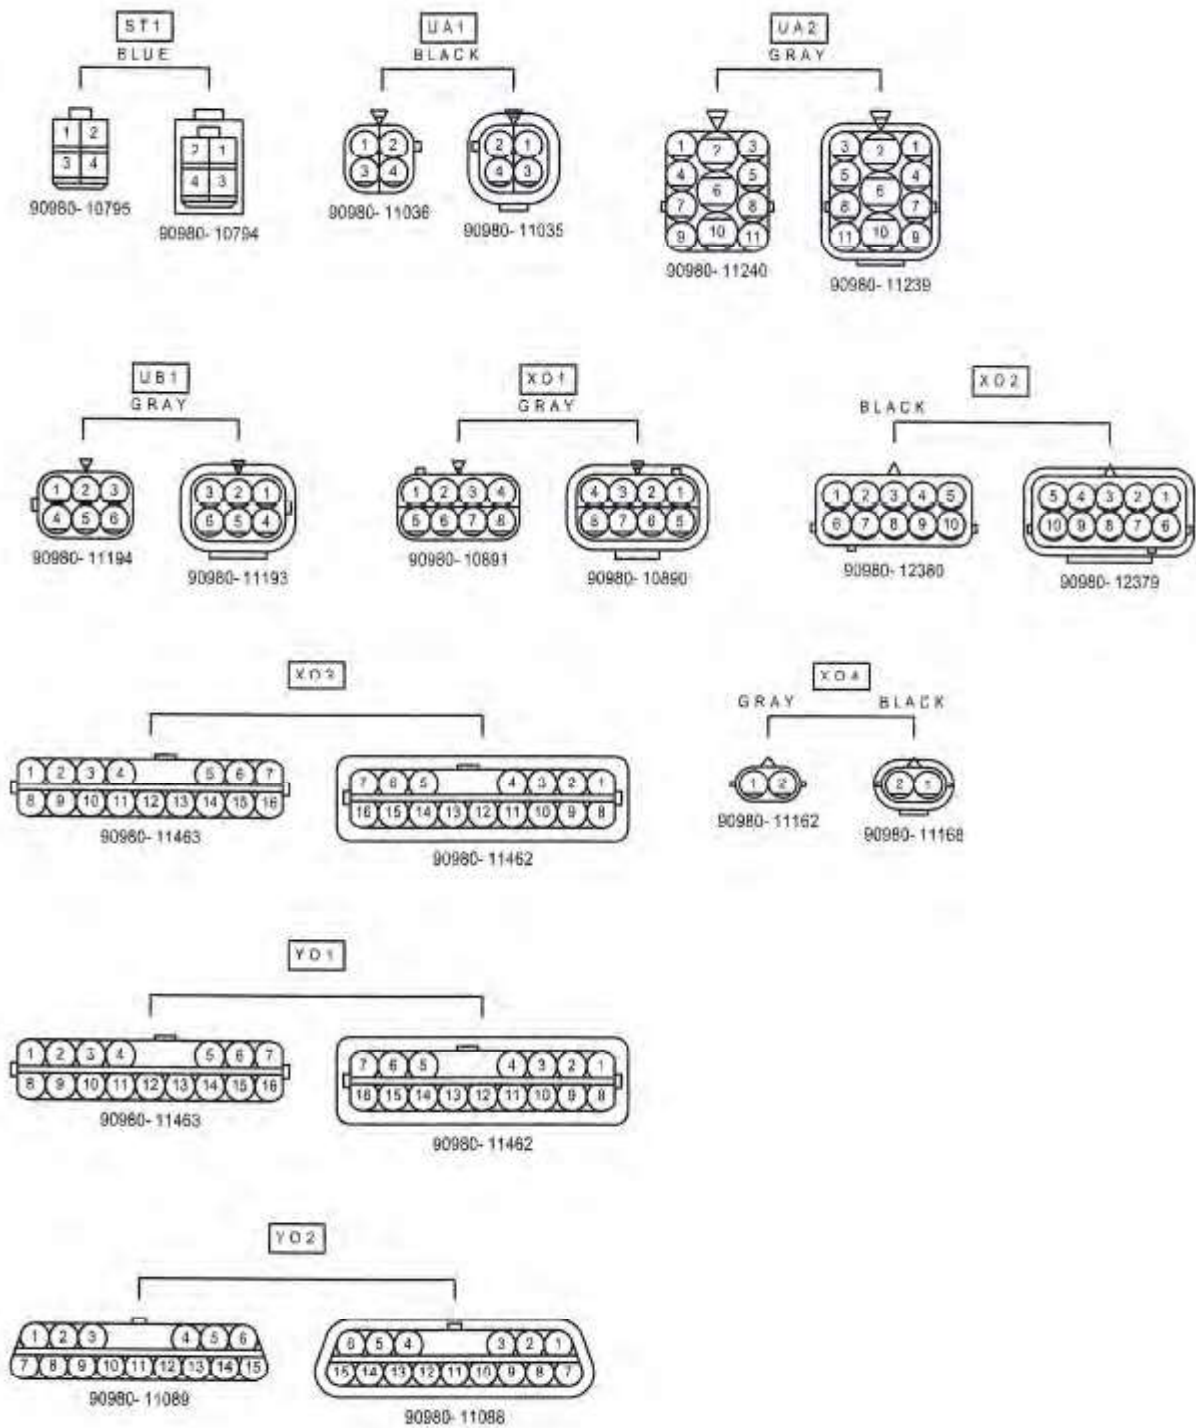 ST1
BLUE
1 2
3 4
90980-10795
2 1
4 3
90980-10794
UA1
BLACK
1 2
3 4
90980-11036
2 1
4 3
90980-11035
UA2
GRAY
1 2 3
4 5
6
7 8
9 10 11
90980-11240
3 2 1
5 4
6
8 7
11 10 9
90980-11239
UB1
GRAY
1 2 3
4 5 6
90980-11194
3 2 1
6 5 4
90980-11193
XO1
GRAY
1 2 3 4
5 6 7 8
90980-10891
4 3 2 1
8 7 6 5
90980-10890
XO2
BLACK
1 2 3 4 5
6 7 8 9 10
90980-12380
5 4 3 2 1
10 9 8 7 6
90980-12379
XO3
1 2 3 4 5 6 7
8 9 10 11 12 13 14 15 16
90980-11463
7 6 5 4 3 2 1
16 15 14 13 12 11 10 9 8
90980-11462
XO4
GRAY
BLACK
1 2
90980-11162
2 1
90980-11168
YO1
1 2 3 4 5 6 7
8 9 10 11 12 13 14 15 16
90980-11463
7 6 5 4 3 2 1
16 15 14 13 12 11 10 9 8
90980-11462
YO2
1 2 3 4 5 6
7 8 9 10 11 12 13 14 15
90980-11089
6 5 4 3 2 1
15 14 13 12 11 10 9 8 7
90980-11088